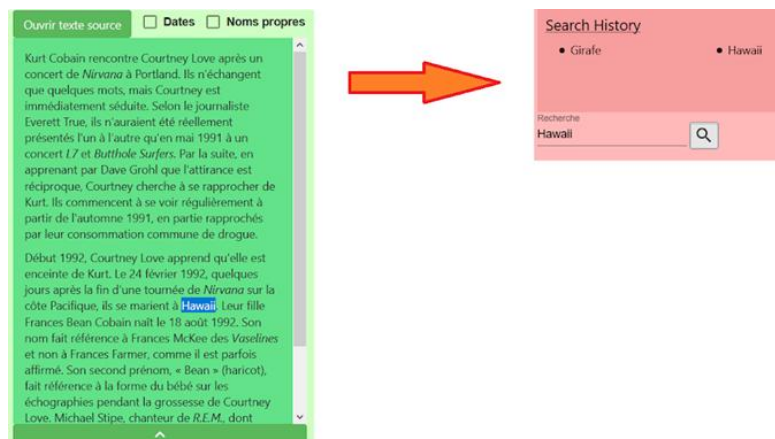 Ouvrir texte source
Dates
Noms propres
Kurt Cobain rencontre Courtney Love après un
concert de Nirvana à Portland. Ils n'échangent
que quelques mots, mais Courtney est
immédiatement séduite. Selon le journaliste
Everett True, ils n'auraient été réellement
présentés l'un à l'autre qu'en mai 1991 à un
concert L7 et Butthole Surfers. Par la suite, en
apprenant par Dave Grohl que l'attirance est
réciproque, Courtney cherche à se rapprocher de
Kurt. Ils commencent à se voir régulièrement à
partir de l'automne 1991, en partie rapprochés
par leur consommation commune de drogue.
Début 1992, Courtney Love apprend qu'elle est
enceinte de Kurt. Le 24 février 1992, quelques
jours après la fin d'une tournée de Nirvana sur la
côte Pacifique, ils se marient à Hawaii. Leur fille
Frances Bean Cobain naît le 18 août 1992. Son
nom fait référence à Frances McKee des Vaselines
et non à Frances Farmer, comme il est parfois
affirmé. Son second prénom, « Bean » (haricot),
fait référence à la forme du bébé sur les
échographies pendant la grossesse de Courtney
Love. Michael Stipe, chanteur de R.E.M., dont
Search History
• Girafe
• Hawaii
Recherche
Hawaii